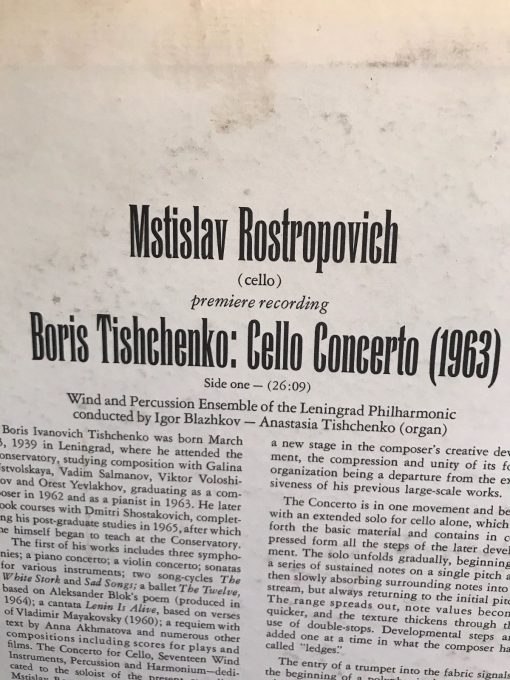 Mstislav Rostropovich
(cello)
premiere recording
Boris Tishchenko: Cello Concerto (1963)
Side one — (26:09)
Wind and Percussion Ensemble of the Leningrad Philharmonic
conducted by Igor Blazhkov — Anastasia Tishchenko (organ)
Boris Ivanovich Tishchenko was born March
3, 1939 in Leningrad, where he attended the
onservatory, studying composition with Galina
stvolskaya, Vadim Salmanov, Viktor Voloshi-
ov and Orest Yevlakhov, graduating as a com-
poser in 1962 and as a pianist in 1963. He later
ook courses with Dmitri Shostakovich, complet-
ng his post-graduate studies in 1965, after which
e himself began to teach at the Conservatory.
The first of his works includes three sympho-
nies; a piano concerto; a violin concerto; sonatas
for various instruments; two song-cycles The
White Stork and Sad Songs; a ballet The Twelve,
based on Aleksander Blok's poem (produced in
1964); a cantata Lenin Is Alive, based on verses
of Vladimir Mayakovsky (1960); a requiem with
text by Anna Akhmatova and numerous other
compositions including scores for plays and
films. The Concerto for Cello, Seventeen Wind
Instruments, Percussion and Harmonium—dedi-
cated to the soloist of the present
a new stage in the composer's creative dev
ment, the compression and unity of its fo
organization being a departure from the ex
siveness of his previous large-scale works.
The Concerto is in one movement and be
with an extended solo for cello alone, which
forth the basic material and contains in c
pressed form all the steps of the later devel
ment. The solo unfolds gradually, beginning
a series of sustained notes on a single pitch a
then slowly absorbing surrounding notes into
stream, but always returning to the initial pitc
The range spreads out, note values becom
quicker, and the texture thickens through t
use of double-stops. Developmental steps a
added one at a time in what the composer ha
called "ledges."
The entry of a trumpet into the fabric signals
the beginning of a